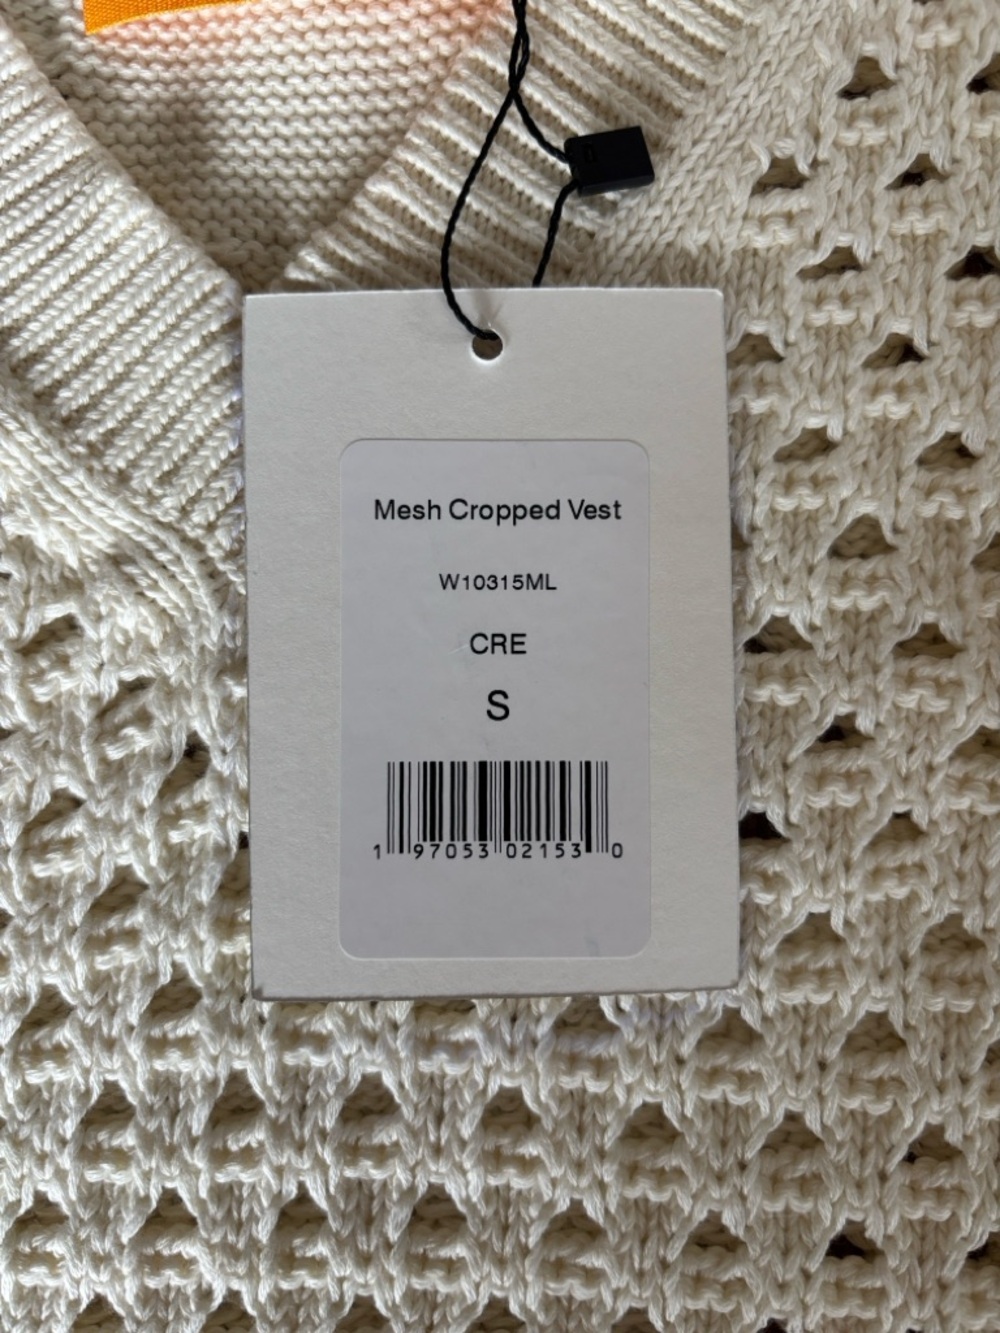 Mesh Cropped Vest
W10315ML
CRE
S
1 97053 02153 0